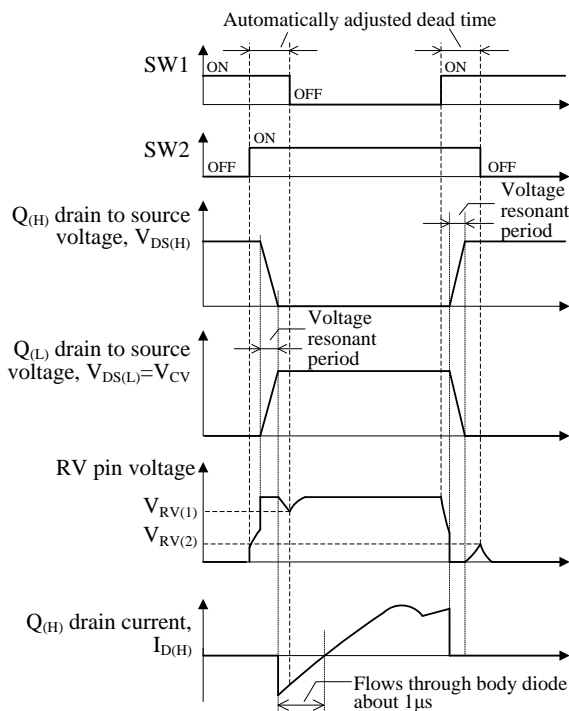 Automatically adjusted dead time
SW1
ON
ON
OFF
SW2
ON
OFF
OFF
Q(H) drain to source
voltage, VDS(H)
Voltage
resonant
period
Q(L) drain to source
voltage, VDS(L)=VCV
Voltage
resonant
period
RV pin voltage
VRV(1)
VRV(2)
Q(H) drain current,
ID(H)
Flows through body diode
about 1μs